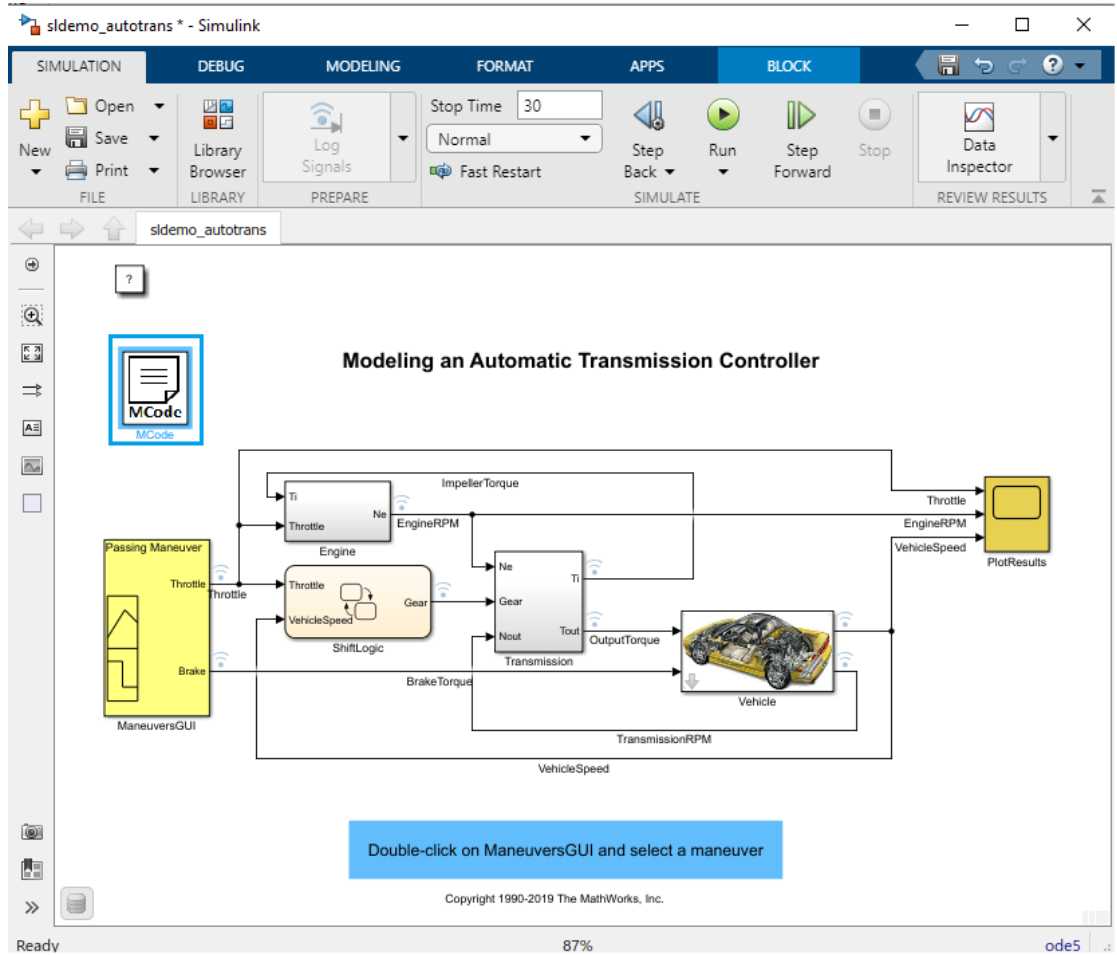 sldemo_autotrans * - Simulink
SIMULATION DEBUG MODELING FORMAT APPS BLOCK
?
New
Open
Save
Print
FILE
Library
Browser
LIBRARY
Log
Signals
PREPARE
Stop Time 30
Normal
Fast Restart
Step
Back
Run
Step
Forward
Stop
SIMULATE
Data
Inspector
REVIEW RESULTS
sldemo_autotrans
?
Modeling an Automatic Transmission Controller
MCode
MCode
ImpellerTorque
Ti
Ne
Throttle
EngineRPM
Engine
Throttle
EngineRPM
VehicleSpeed
PlotResults
Passing Maneuver
Throttle
Throttle
Brake
ManeuversGUI
Throttle
VehicleSpeed
Gear
ShiftLogic
Ne
Gear
Nout
Ti
Tout
Transmission
OutputTorque
BrakeTorque
Vehicle
TransmissionRPM
VehicleSpeed
Double-click on ManeuversGUI and select a maneuver
Copyright 1990-2019 The MathWorks, Inc.
A
Ready 87% ode5